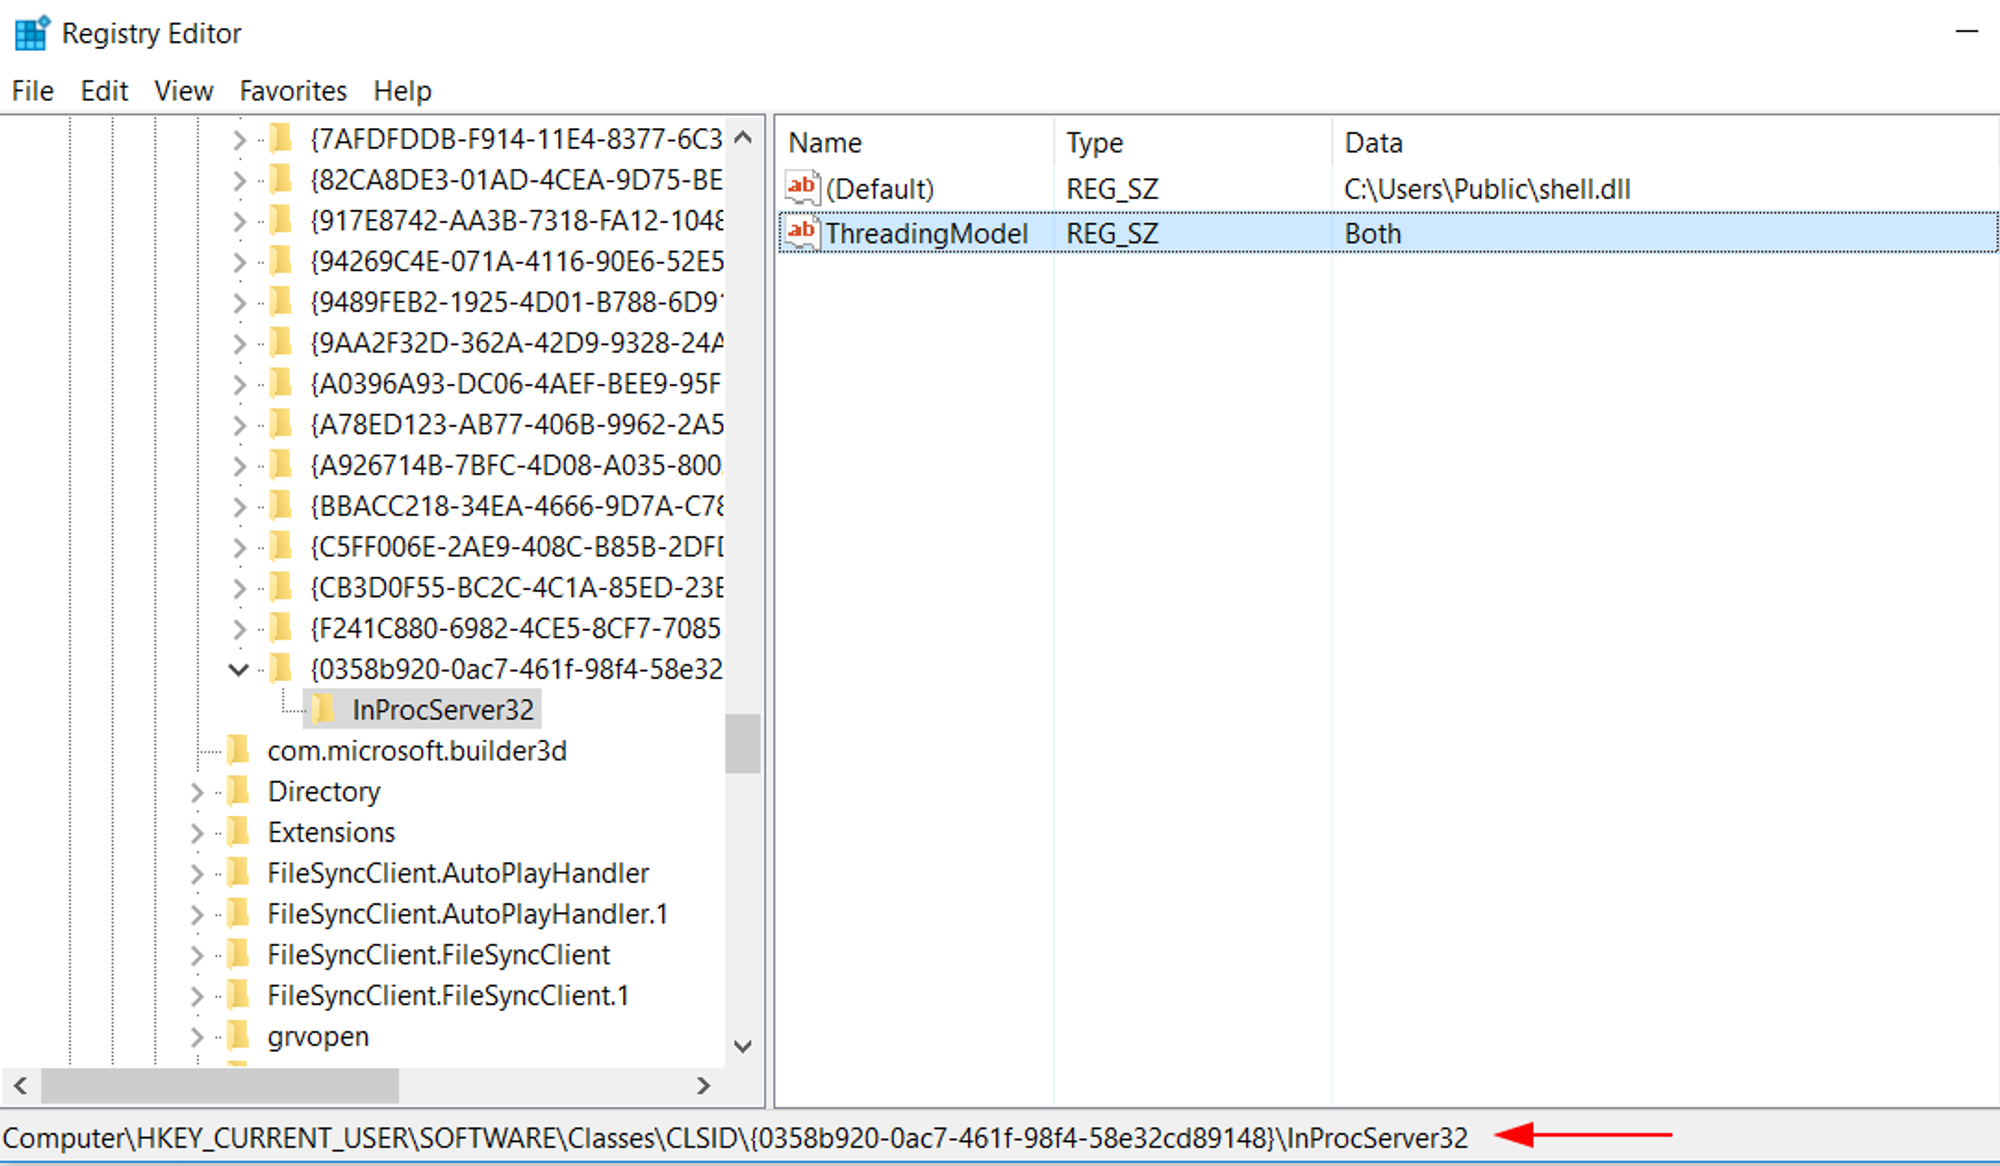 Registry Editor
File Edit View Favorites Help
{7AFDFDDB-F914-11E4-8377-6C3
{82CA8DE3-01AD-4CEA-9D75-BE
{917E8742-AA3B-7318-FA12-1048
{94269C4E-071A-4116-90E6-52E5
{9489FEB2-1925-4D01-B788-6D91
{9AA2F32D-362A-42D9-9328-24A
{A0396A93-DC06-4AEF-BEE9-95F
{A78ED123-AB77-406B-9962-2A5
{A926714B-7BFC-4D08-A035-800
{BBACC218-34EA-4666-9D7A-C78
{C5FF006E-2AE9-408C-B85B-2DFD
{CB3D0F55-BC2C-4C1A-85ED-23E
{F241C880-6982-4CE5-8CF7-7085
{0358b920-0ac7-461f-98f4-58e32
InProcServer32
com.microsoft.builder3d
Directory
Extensions
FileSyncClient.AutoPlayHandler
FileSyncClient.AutoPlayHandler.1
FileSyncClient.FileSyncClient
FileSyncClient.FileSyncClient.1
grvopen
Name Type Data
ab (Default) REG_SZ C:\Users\Public\shell.dll
ab ThreadingModel REG_SZ Both
Computer\HKEY_CURRENT_USER\SOFTWARE\Classes\CLSID\{0358b920-0ac7-461f-98f4-58e32cd89148}\InProcServer32